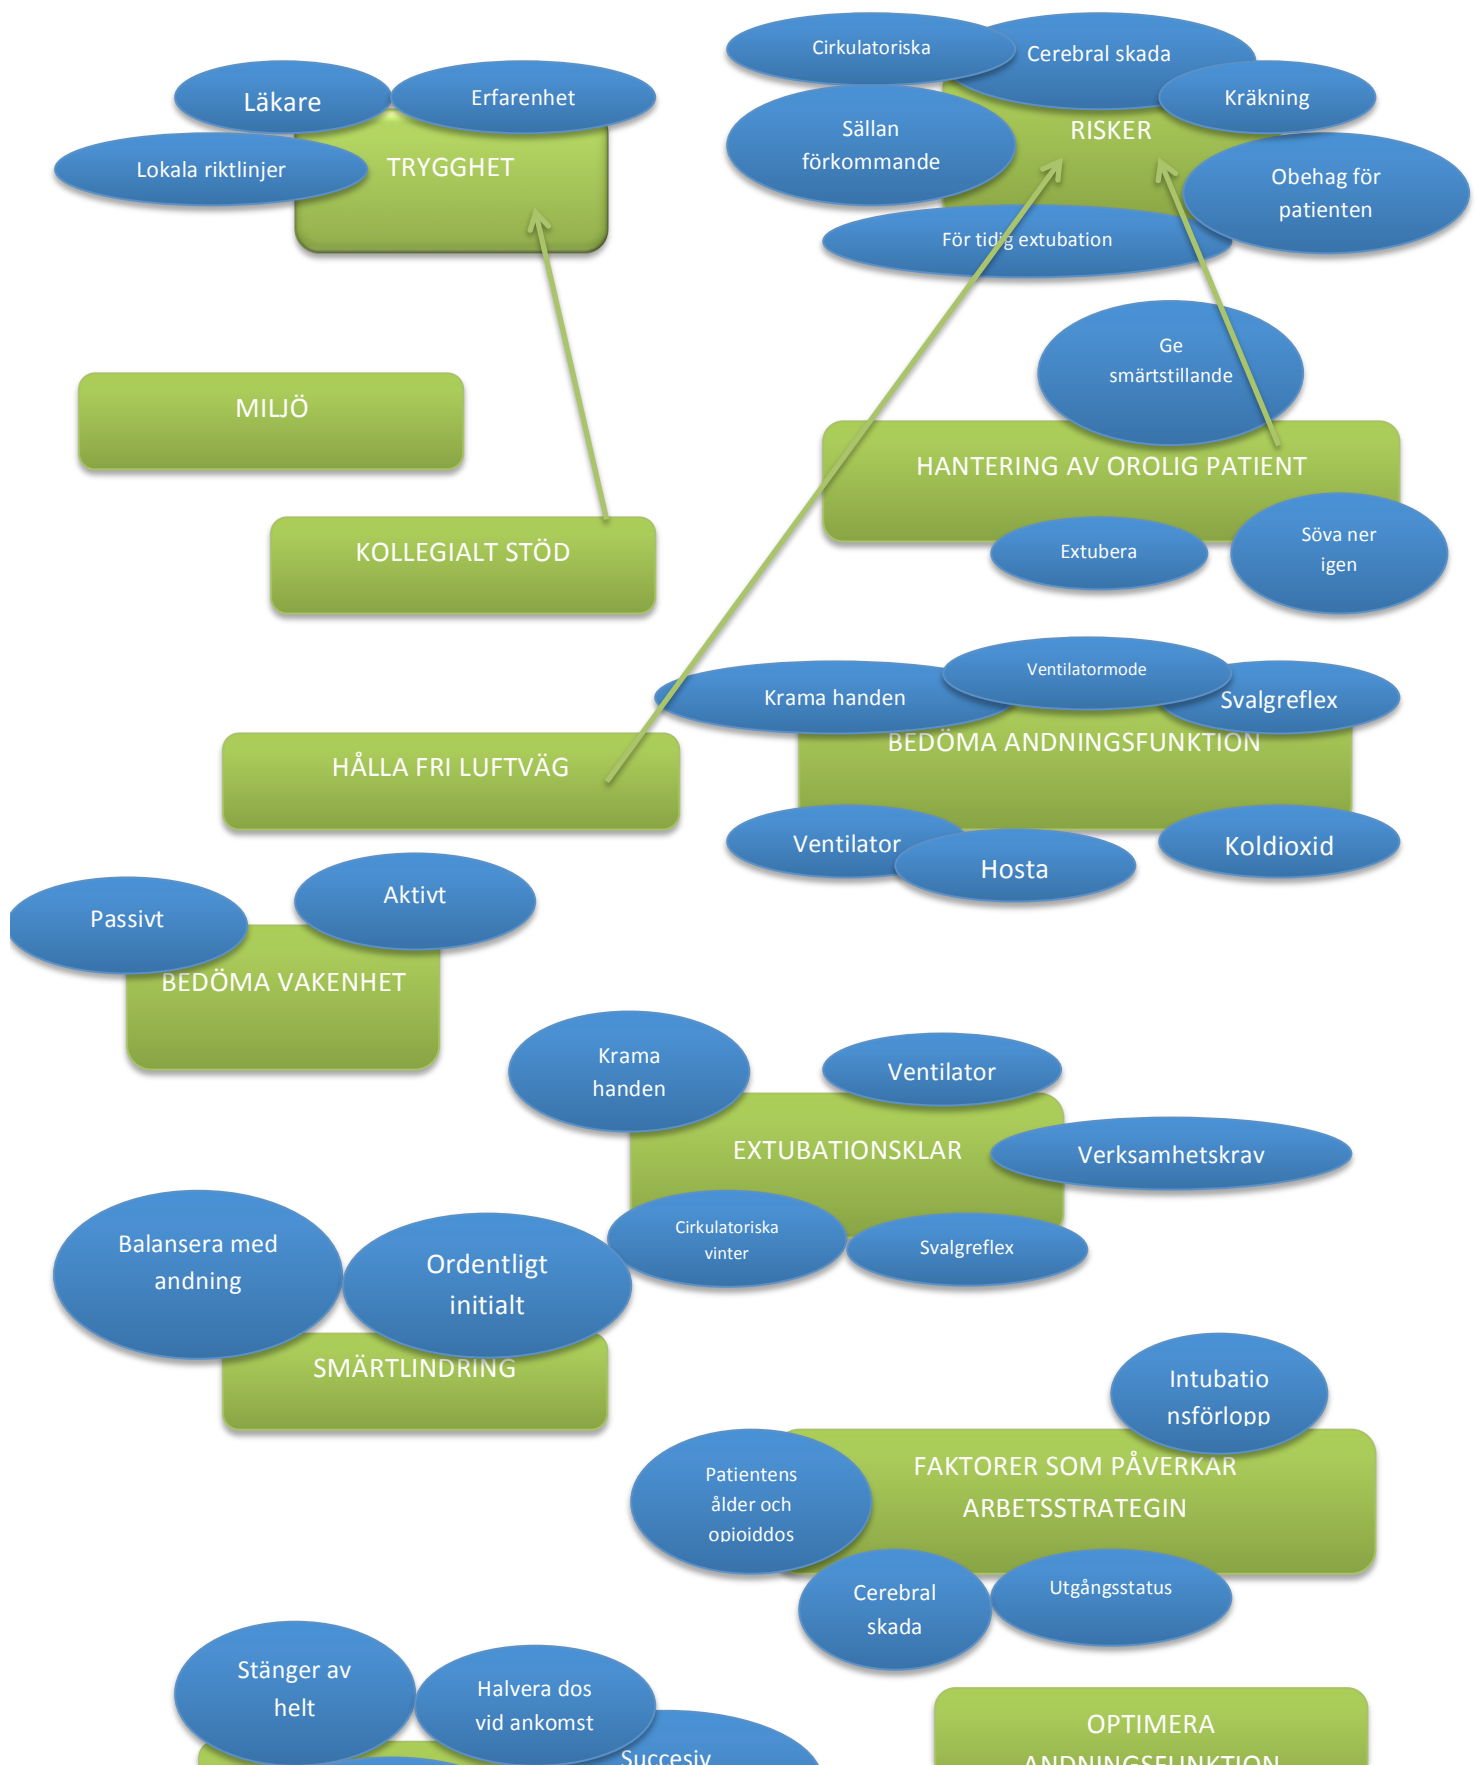 Cirkulatoriska
Cerebral skada
Läkare
Erfarenhet
Kräkning
Sällan
förkommande
RISKER
Lokala riktlinjer
TRYGGHET
Obehag för
patienten
För tidig extubation
Ge
smärtstillande
MILJÖ
HANTERING AV OROLIG PATIENT
KOLLEGIALT STÖD
Extubera
Söva ner
igen
Krama handen
Ventilatormode
Svalgreflex
BEDÖMA ANDNINGSFUNKTION
HÅLLA FRI LUFTVÄG
Ventilator
Hosta
Koldioxid
Passivt
Aktivt
BEDÖMA VAKENHET
Krama
handen
Ventilator
EXTUBATIONSKLAR
Verksamhetskrav
Cirkulatoriska
vinter
Svalgreflex
Balansera med
andning
Ordentligt
initialt
SMÄRTLINDRING
Intubatio
nsförlopp
Patientens
ålder och
opioiddos
FAKTORER SOM PÅVERKAR
ARBETSSTRATEGIN
Cerebral
skada
Utgångsstatus
Stänger av
helt
Halvera dos
vid ankomst
Succesiv
OPTIMERA
ANDNINGSFUNKTION